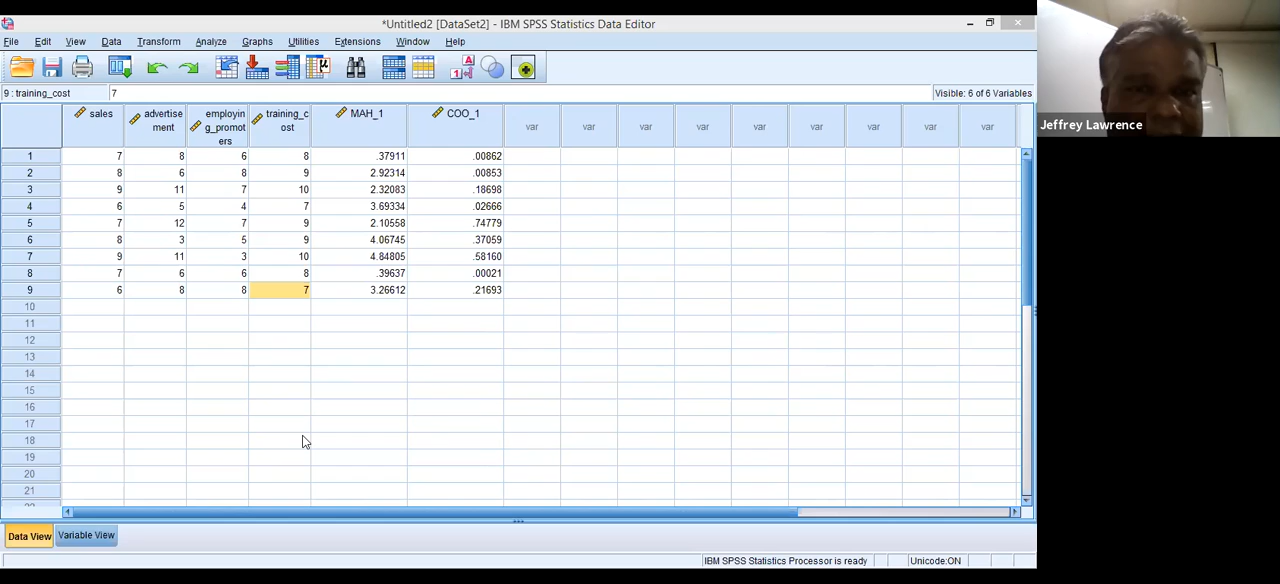 *Untitled2 [DataSet2] - IBM SPSS Statistics Data Editor
File Edit View Data Transform Analyze Graphs Utilities Extensions Window Help
9 : training_cost 7 Visible: 6 of 6 Variables
sales advertise employin training_c MAH_1 COO_1 var var var var var var var var var
ment g_promot ost
ers
1 7 8 6 8 .37911 .00862
2 8 6 8 9 2.92314 .00853
3 9 11 7 10 2.32083 .18698
4 6 5 4 7 3.69334 .02666
5 7 12 7 9 2.10558 .74779
6 8 3 5 9 4.06745 .37059
7 9 11 3 10 4.84805 .58160
8 7 6 6 8 .39637 .00021
9 6 8 8 7 3.26612 .21693
10
11
12
13
14
15
16
17
18
19
20
21
Data View Variable View
IBM SPSS Statistics Processor is ready Unicode:ON
Jeffrey Lawrence